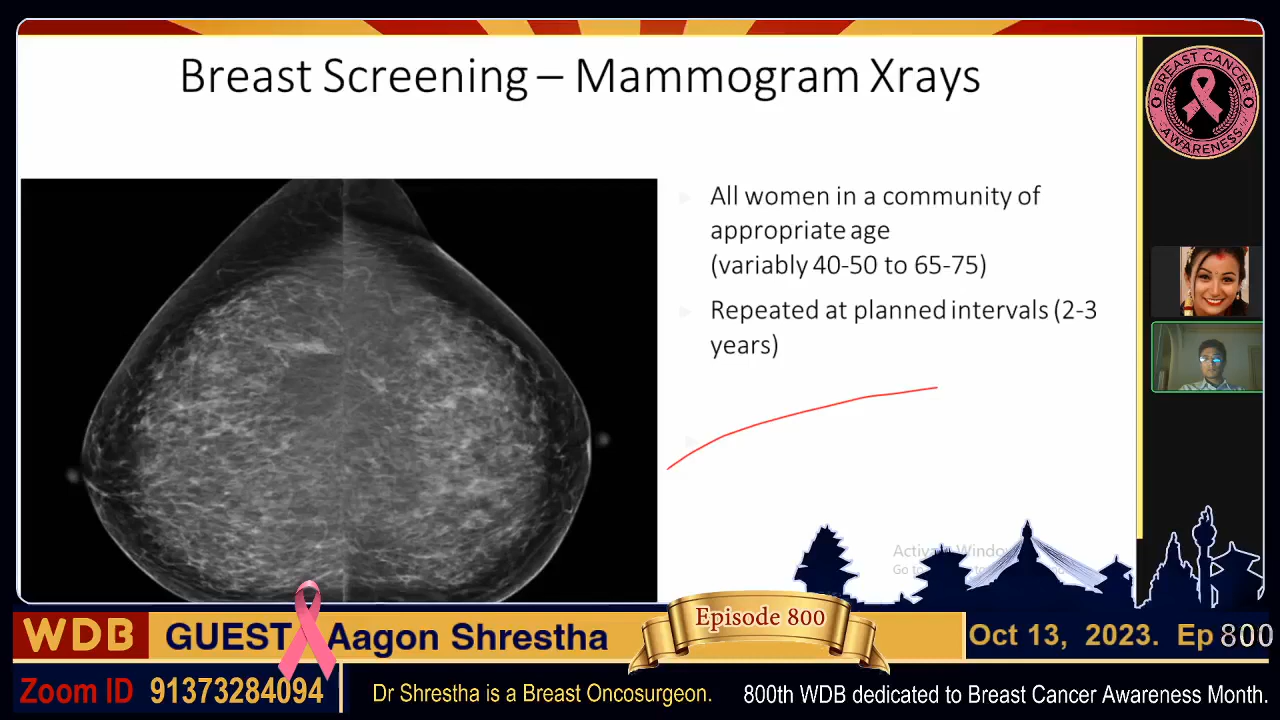 Breast Screening – Mammogram Xrays
BREAST CANCER
AWARENESS
All women in a community of
appropriate age
(variably 40-50 to 65-75)
Repeated at planned intervals (2-3
years)
WDB GUEST Aagon Shrestha
Episode 800
Oct 13, 2023. Ep 800
Zoom ID 91373284094
Dr Shrestha is a Breast Oncosurgeon.
800th WDB dedicated to Breast Cancer Awareness Month.